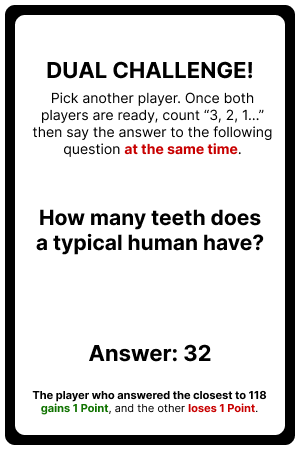 DUAL CHALLENGE!
Pick another player. Once both
players are ready, count “3, 2, 1...”
then say the answer to the following
question at the same time.
How many teeth does
a typical human have?
Answer: 32
The player who answered the closest to 118
gains 1 Point, and the other loses 1 Point.